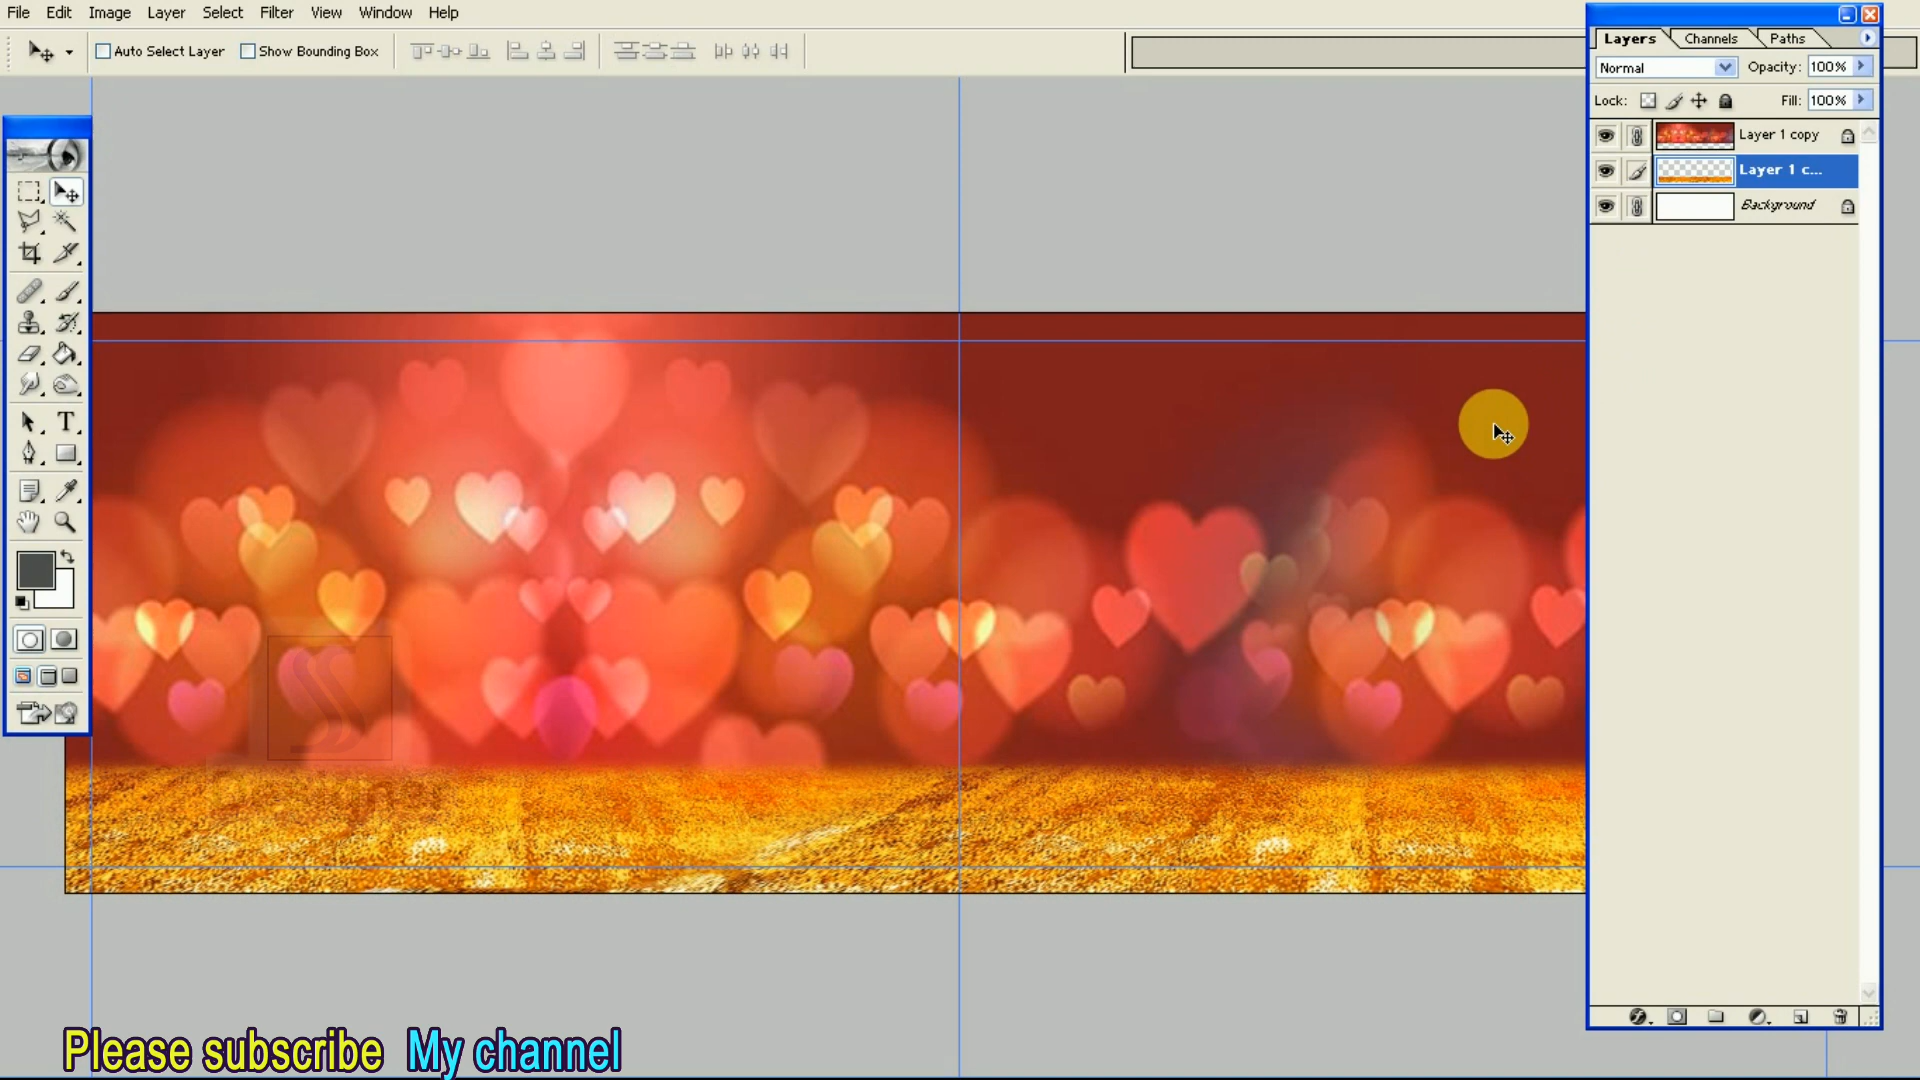 File Edit Image Layer Select Filter View Window Help
Auto Select Layer Show Bounding Box
Layers Channels Paths
Normal Opacity: 100%
Lock: Fill: 100%
Layer 1 copy
Layer 1 c...
Background
T
Please subscribe My channel